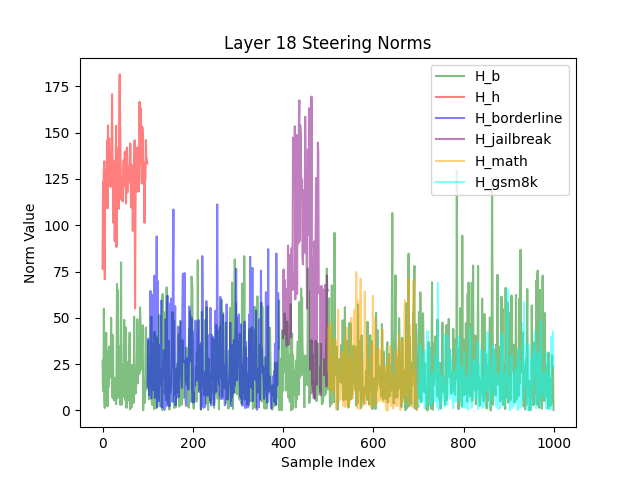 Layer 18 Steering Norms
H_b
H_h
H_borderline
H_jailbreak
H_math
H_gsm8k
Norm Value
175
150
125
100
75
50
25
0
0 200 400 600 800 1000
Sample Index